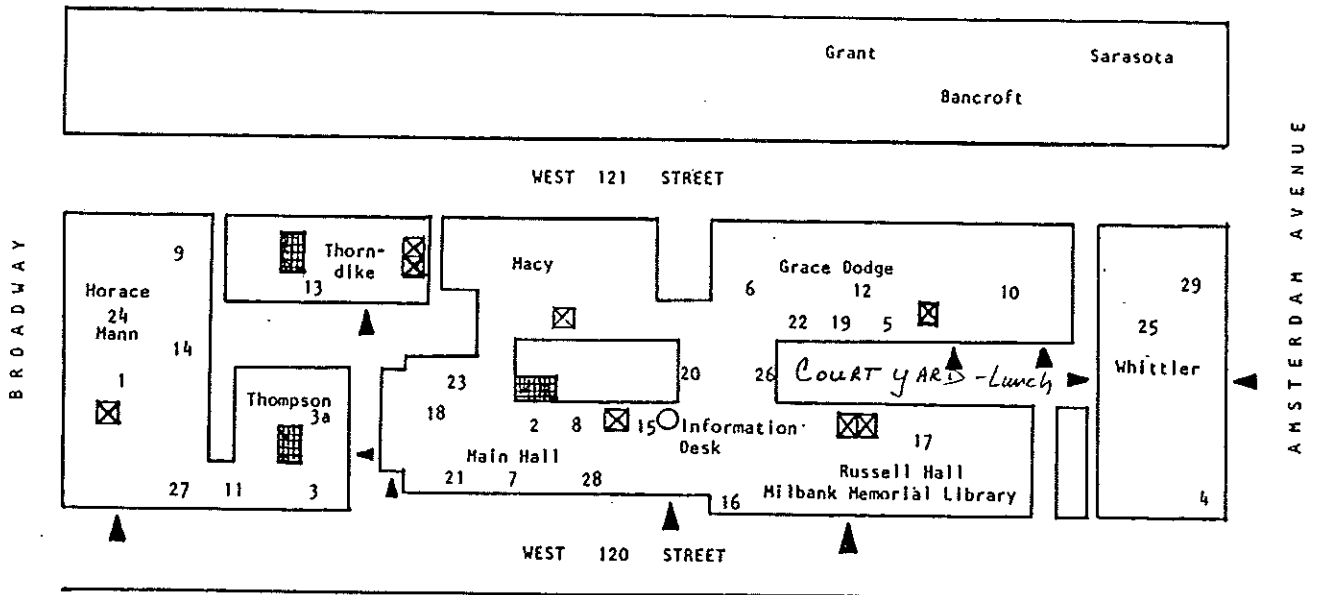 Grant
Sarasota
Bancroft
WEST 121 STREET
BROADWAY
AMSTERDAM AVENUE
9
Horace
24
Mann
14
1
27
11
Thorn-
dike
13
Thompson
3a
3
Macy
23
18
2
8
15
Information
Desk
Main Hall
21
7
28
20
Grace Dodge
6
12
10
22
19
5
26
COURTYARD-Lunch
17
Russell Hall
Milbank Memorial Library
16
29
25
Whittler
4
WEST 120 STREET